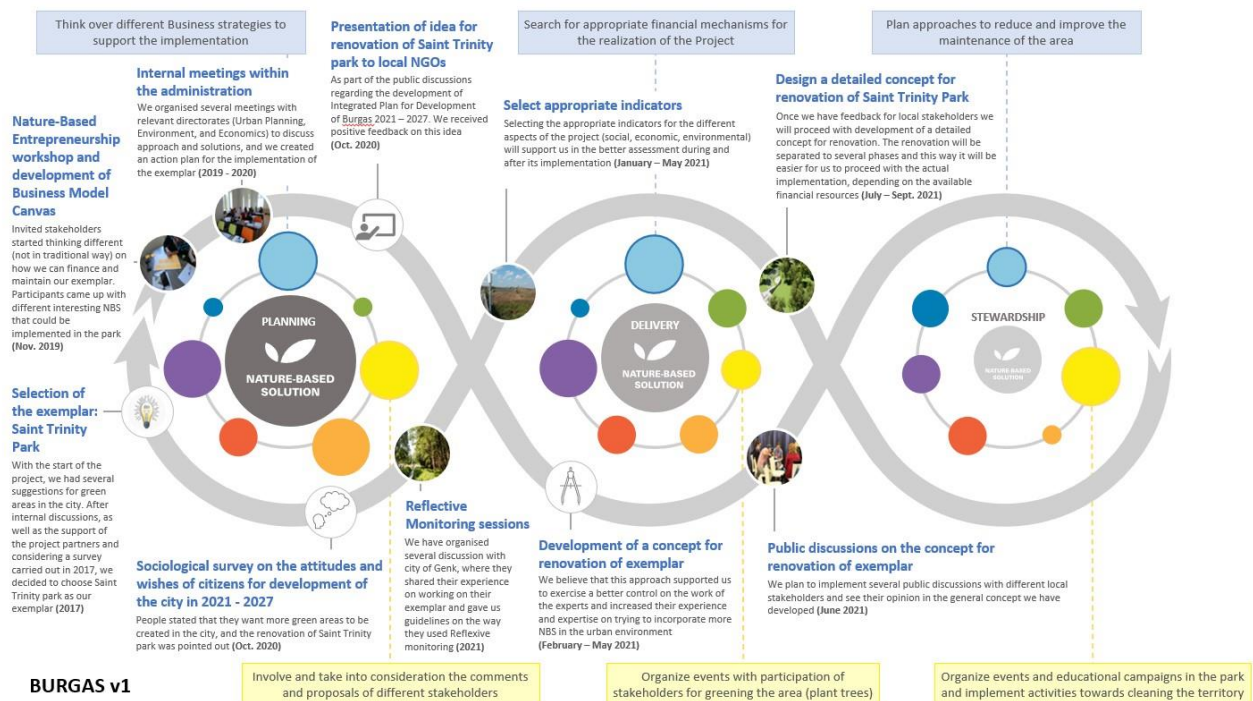 Think over different Business strategies to
support the implementation
Search for appropriate financial mechanisms for
the realization of the Project
Plan approaches to reduce and improve the
maintenance of the area
Nature-Based
Entrepreneurship
workshop and
development of
Business Model
Canvas
Invited stakeholders
started thinking different
(not in traditional way) on
how we can finance and
maintain our exemplar.
Participants came up with
different interesting NBS
that could be
implemented in the park
(Nov. 2019)
Internal meetings within
the administration
We organised several meetings with
relevant directorates (Urban Planning,
Environment, and Economics) to discuss
approach and solutions, and we created
an action plan for the implementation of
the exemplar (2019 - 2020)
Presentation of idea for
renovation of Saint Trinity
park to local NGOs
As part of the public discussions
regarding the development of
Integrated Plan for Development
of Burgas 2021 – 2027. We received
positive feedback on this idea
(Oct. 2020)
Select appropriate indicators
Selecting the appropriate indicators for the different
aspects of the project (social, economic, environmental)
will support us in the better assessment during and
after its implementation (January – May 2021)
Design a detailed concept for
renovation of Saint Trinity Park
Once we have feedback for local stakeholders we
will proceed with development of a detailed
concept for renovation. The renovation will be
separated to several phases and this way it will be
easier for us to proceed with the actual
implementation, depending on the available
financial resources (July – Sept. 2021)
PLANNING
NATURE-BASED
SOLUTION
DELIVERY
NATURE-BASED
SOLUTION
STEWARDSHIP
NATURE-BASED
SOLUTION
Selection of
the exemplar:
Saint Trinity
Park
With the start of the
project, we had several
suggestions for green
areas in the city. After
internal discussions, as
well as the support of
the project partners and
considering a survey
carried out in 2017, we
decided to choose Saint
Trinity park as our
exemplar (2017)
Sociological survey on the attitudes and
wishes of citizens for development of
the city in 2021 - 2027
People stated that they want more green areas to be
created in the city, and the renovation of Saint Trinity
park was pointed out (Oct. 2020)
Reflective
Monitoring sessions
We have organised
several discussion with
city of Genk, where they
shared their experience
on working on their
exemplar and gave us
guidelines on the way
they used Reflexive
monitoring (2021)
Development of a concept for
renovation of exemplar
We believe that this approach supported us
to exercise a better control on the work of
the experts and increased their experience
and expertise on trying to incorporate more
NBS in the urban environment
(February – May 2021)
Public discussions on the concept for
renovation of exemplar
We plan to implement several public discussions with different local
stakeholders and see their opinion in the general concept we have
developed (June 2021)
BURGAS v1
Involve and take into consideration the comments
and proposals of different stakeholders
Organize events with participation of
stakeholders for greening the area (plant trees)
Organize events and educational campaigns in the park
and implement activities towards cleaning the territory